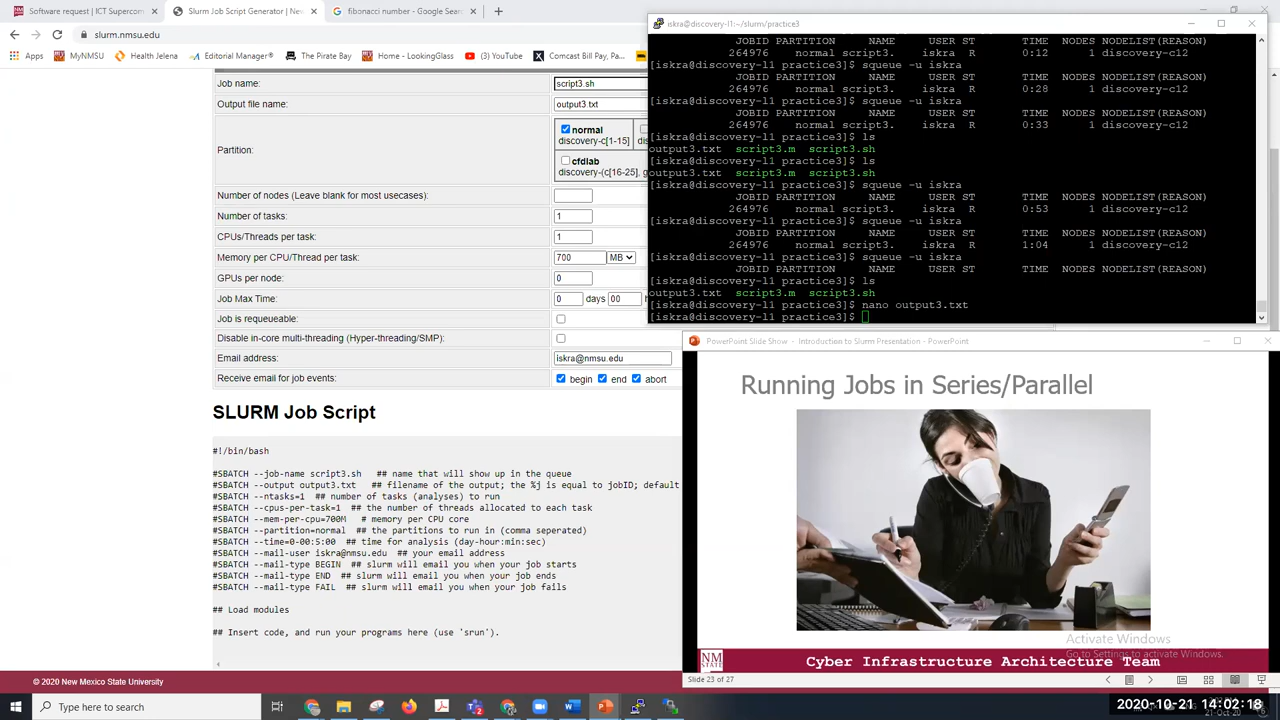 Software request | ICT Supercom
Slurm Job Script Generator | New
fibonacci number - Google Sear
slurm.nmsu.edu
Apps
MyNMSU
Health Jelena
The Pirate Bay
Home - LookingGlass
Comcast Bill Pay,
Job name:
script3.sh
Output file name:
output3.txt
Partition:
normal
discovery-c[1-15]
cfdlab
discovery-c[16-25], g
Number of nodes (Leave blank for most usecases):
Number of tasks:
1
CPUs/Threads per task:
1
Memory per CPU/Thread per task:
700 MB
GPUs per node:
0
Job Max Time:
0 days 00
Job is requeueable:
Disable in-core multi-threading (Hyper-threading/SMP)
Email address:
iskra@nmsu.edu
Receive email for job events:
begin end abort
SLURM Job Script
#!/bin/bash
#SBATCH --job-name script3.sh ## name that will show up in the queue
#SBATCH --output output3.txt ## filename of the output; the %j is equal to jobID; default
#SBATCH --ntasks=1 ## number of tasks (analyses) to run
#SBATCH --cpus-per-task=1 ## the number of threads allocated to each task
#SBATCH --mem-per-cpu=700M # memory per CPU core
#SBATCH --partition=normal ## the partitions to run in (comma seperated)
#SBATCH --time=0-00:5:00 ## time for analysis (day-hour:min:sec)
#SBATCH --mail-user iskra@nmsu.edu ## your email address
#SBATCH --mail-type BEGIN ## slurm will email you when your job starts
#SBATCH --mail-type END ## slurm will email you when your job ends
#SBATCH --mail-type FAIL ## slurm will email you when your job fails
## Load modules
## Insert code, and run your programs here (use 'srun').
© 2020 New Mexico State University
iskra@discovery-l1:~/slurm/practice3
JOBID PARTITION NAME USER ST TIME NODES NODELIST(REASON)
264976 normal script3. iskra R 0:12 1 discovery-c12
[iskra@discovery-l1 practice3]$ squeue -u iskra
JOBID PARTITION NAME USER ST TIME NODES NODELIST(REASON)
264976 normal script3. iskra R 0:28 1 discovery-c12
[iskra@discovery-l1 practice3]$ squeue -u iskra
JOBID PARTITION NAME USER ST TIME NODES NODELIST(REASON)
264976 normal script3. iskra R 0:33 1 discovery-c12
[iskra@discovery-l1 practice3]$ ls
output3.txt script3.m script3.sh
[iskra@discovery-l1 practice3]$ ls
output3.txt script3.m script3.sh
[iskra@discovery-l1 practice3]$ squeue -u iskra
JOBID PARTITION NAME USER ST TIME NODES NODELIST(REASON)
264976 normal script3. iskra R 0:53 1 discovery-c12
[iskra@discovery-l1 practice3]$ squeue -u iskra
JOBID PARTITION NAME USER ST TIME NODES NODELIST(REASON)
264976 normal script3. iskra R 1:04 1 discovery-c12
[iskra@discovery-l1 practice3]$ squeue -u iskra
JOBID PARTITION NAME USER ST TIME NODES NODELIST(REASON)
[iskra@discovery-l1 practice3]$ ls
output3.txt script3.m script3.sh
[iskra@discovery-l1 practice3]$ nano output3.txt
[iskra@discovery-l1 practice3]$
PowerPoint Slide Show - Introduction to Slurm Presentation - PowerPoint
Running Jobs in Series/Parallel
Activate Windows
Go to Settings to activate Windows.
NM
STATE
Cyber Infrastructure Architecture Team
Slide 23 of 27
Type here to search
2020-10-21 14:02:18
21-Oct-20